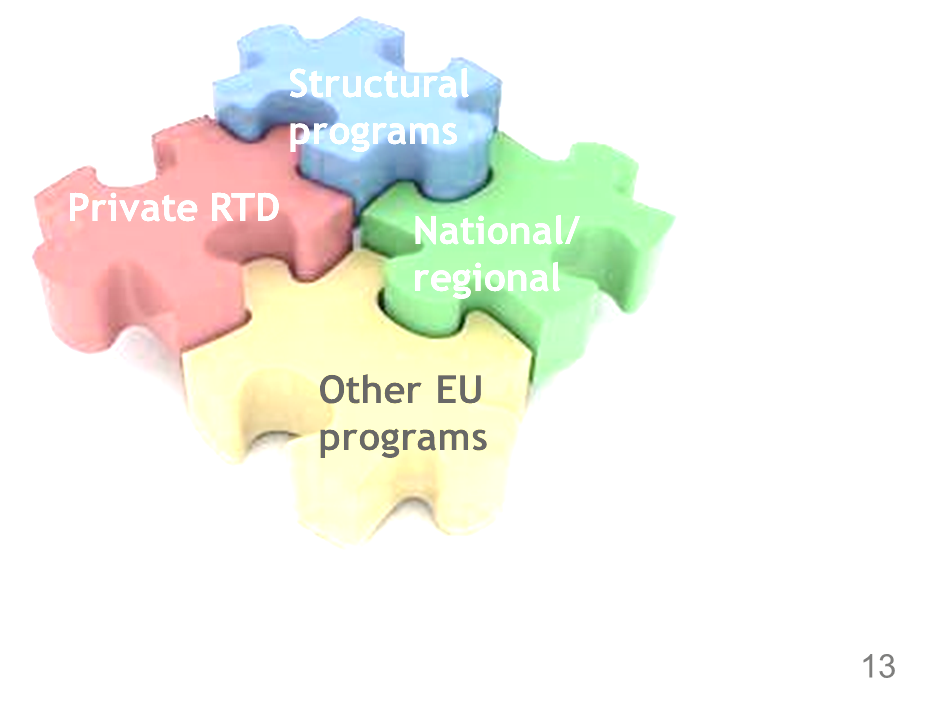 Structural
programs
Private RTD
National/
regional
Other EU
programs
13